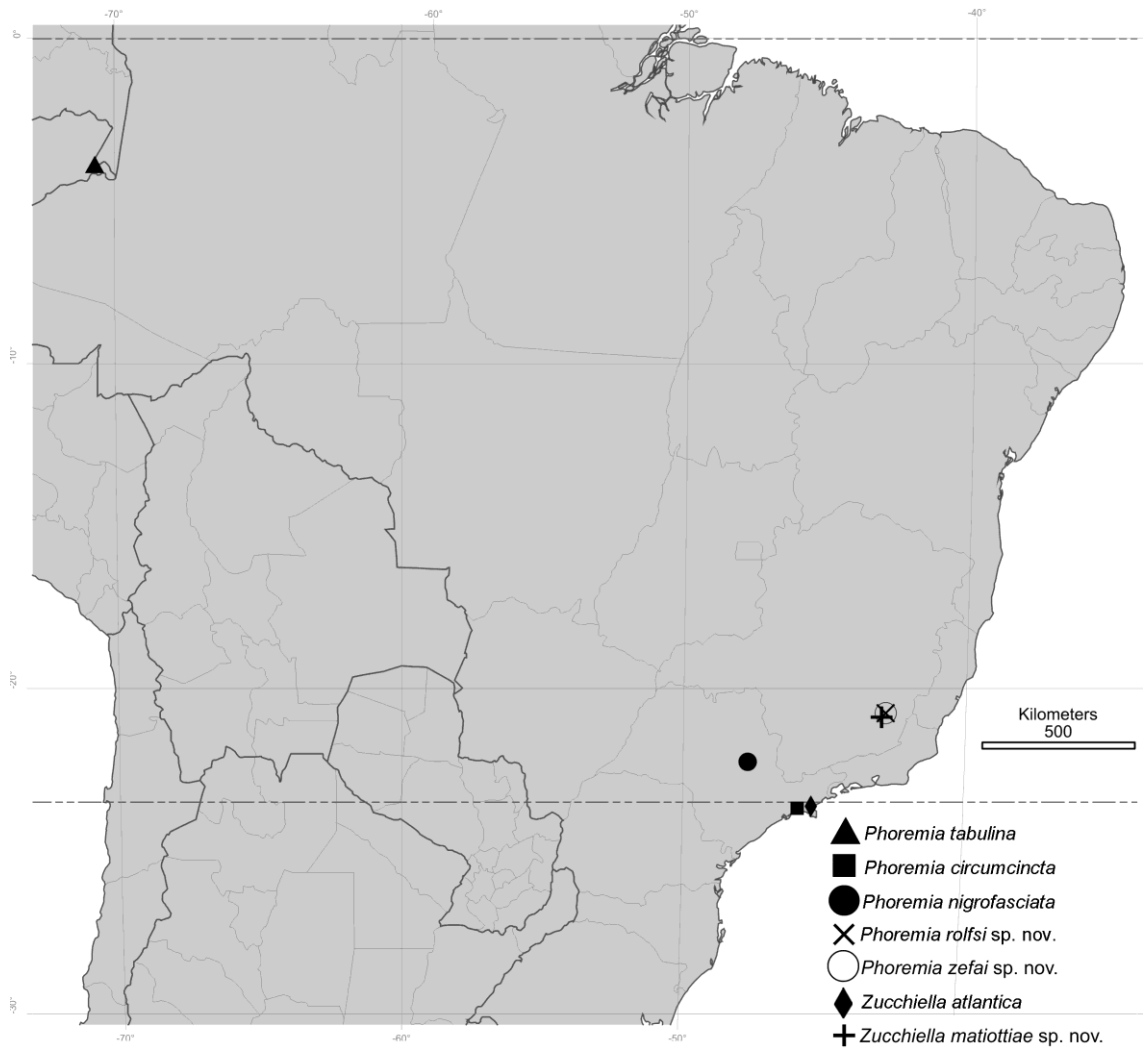 -70°
-60°
-50°
-40°
0°
-10°
-20°
-30°
Kilometers
500
Phoremia tabulina
Phoremia circumcincta
Phoremia nigrofasciata
Phoremia rolfsi sp. nov.
Phoremia zefai sp. nov.
Zucchiella atlantica
Zucchiella matiottiae sp. nov.
-70°
-60°
-50°